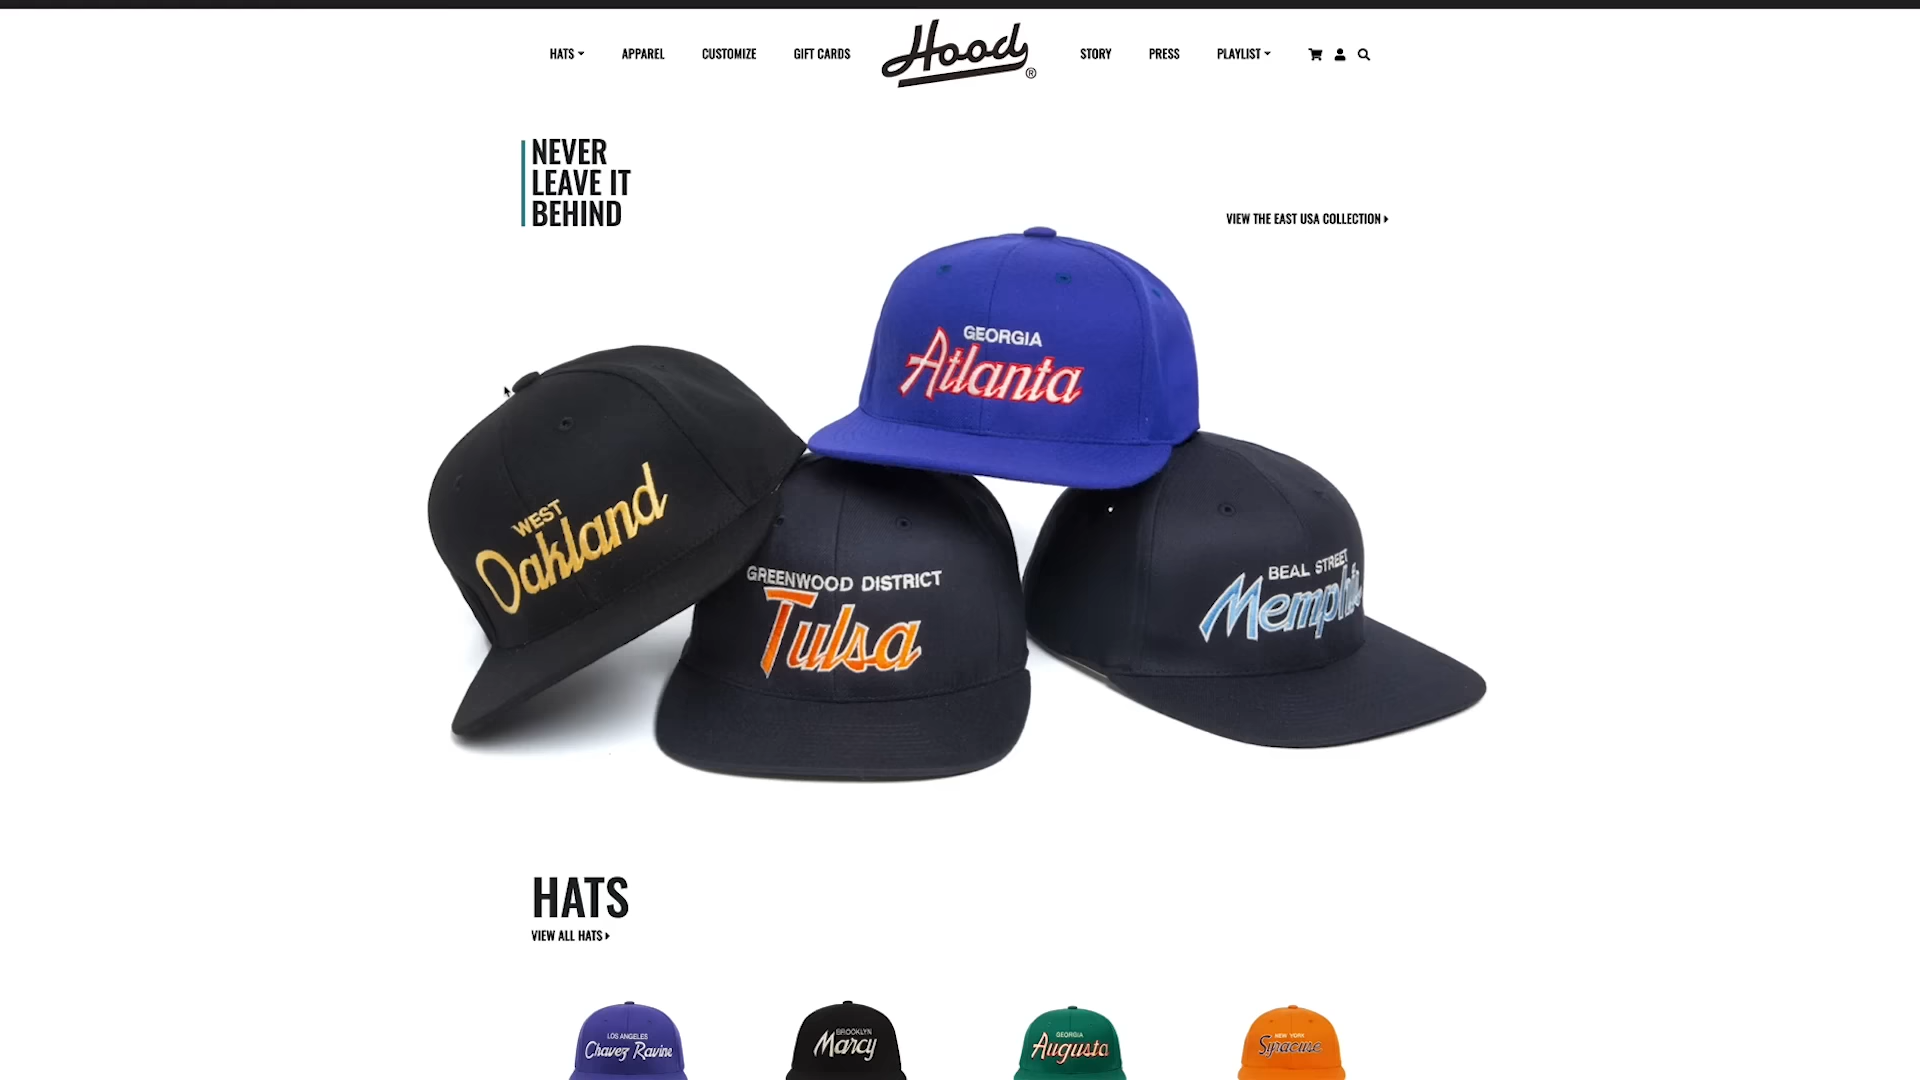 HATS
APPAREL
CUSTOMIZE
GIFT CARDS
Hood
®
STORY
PRESS
PLAYLIST
NEVER
LEAVE IT
BEHIND
VIEW THE EAST USA COLLECTION
GEORGIA
Atlanta
WEST
Oakland
GREENWOOD DISTRICT
Tulsa
BEAL STREET
Memphis
HATS
VIEW ALL HATS
LOS ANGELES
Chavez Ravine
BROOKLYN
Marcy
GEORGIA
Augusta
NEW YORK
Syracuse